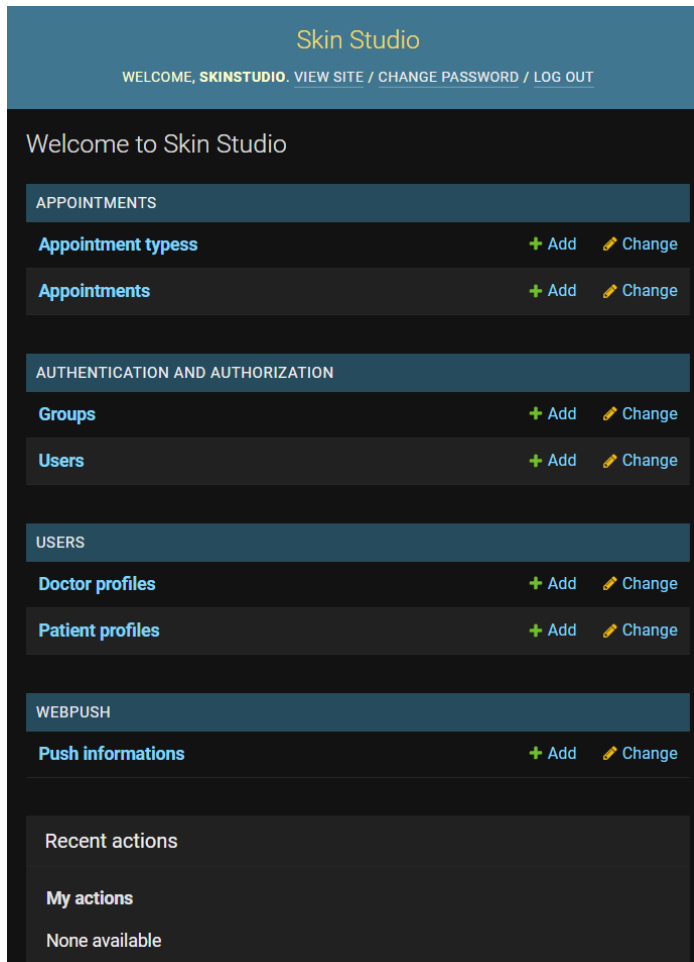 Skin Studio
WELCOME, SKINSTUDIO. VIEW SITE / CHANGE PASSWORD / LOG OUT
Welcome to Skin Studio
APPOINTMENTS
Appointment typess Add Change
Appointments Add Change
AUTHENTICATION AND AUTHORIZATION
Groups Add Change
Users Add Change
USERS
Doctor profiles Add Change
Patient profiles Add Change
WEBPUSH
Push informations Add Change
Recent actions
My actions
None available